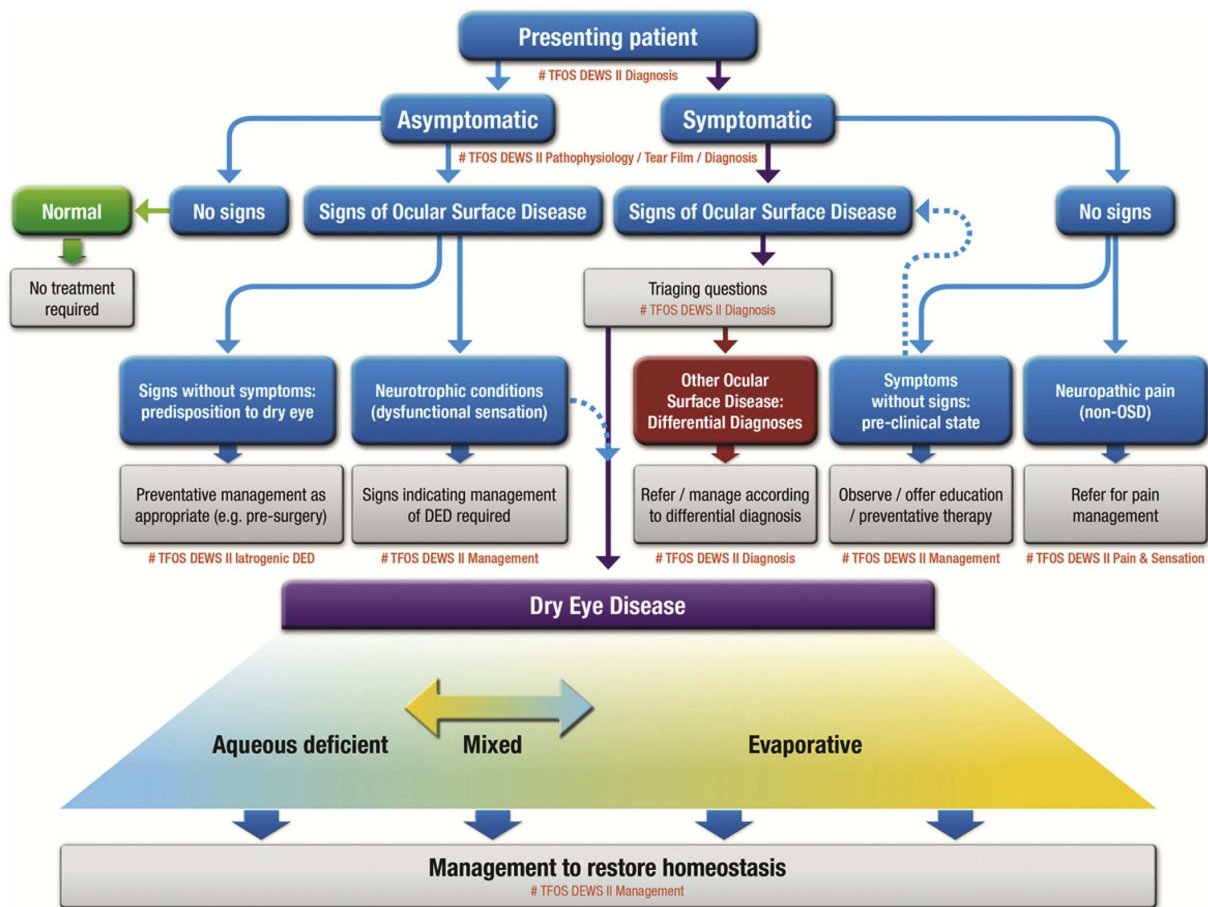 Presenting patient
# TFOS DEWS II Diagnosis
Asymptomatic
Symptomatic
# TFOS DEWS II Pathophysiology / Tear Film / Diagnosis
Normal
No signs
Signs of Ocular Surface Disease
Signs of Ocular Surface Disease
No signs
No treatment
required
Triaging questions
# TFOS DEWS II Diagnosis
Signs without symptoms:
predisposition to dry eye
Neurotrophic conditions
(dysfunctional sensation)
Other Ocular
Surface Disease:
Differential Diagnoses
Symptoms
without signs:
pre-clinical state
Neuropathic pain
(non-OSD)
Preventative management as
appropriate (e.g. pre-surgery)
# TFOS DEWS II Iatrogenic DED
Signs indicating management
of DED required
# TFOS DEWS II Management
Refer / manage according
to differential diagnosis
# TFOS DEWS II Diagnosis
Observe / offer education
/ preventative therapy
# TFOS DEWS II Management
Refer for pain
management
# TFOS DEWS II Pain & Sensation
Dry Eye Disease
Aqueous deficient
Mixed
Evaporative
Management to restore homeostasis
# TFOS DEWS II Management